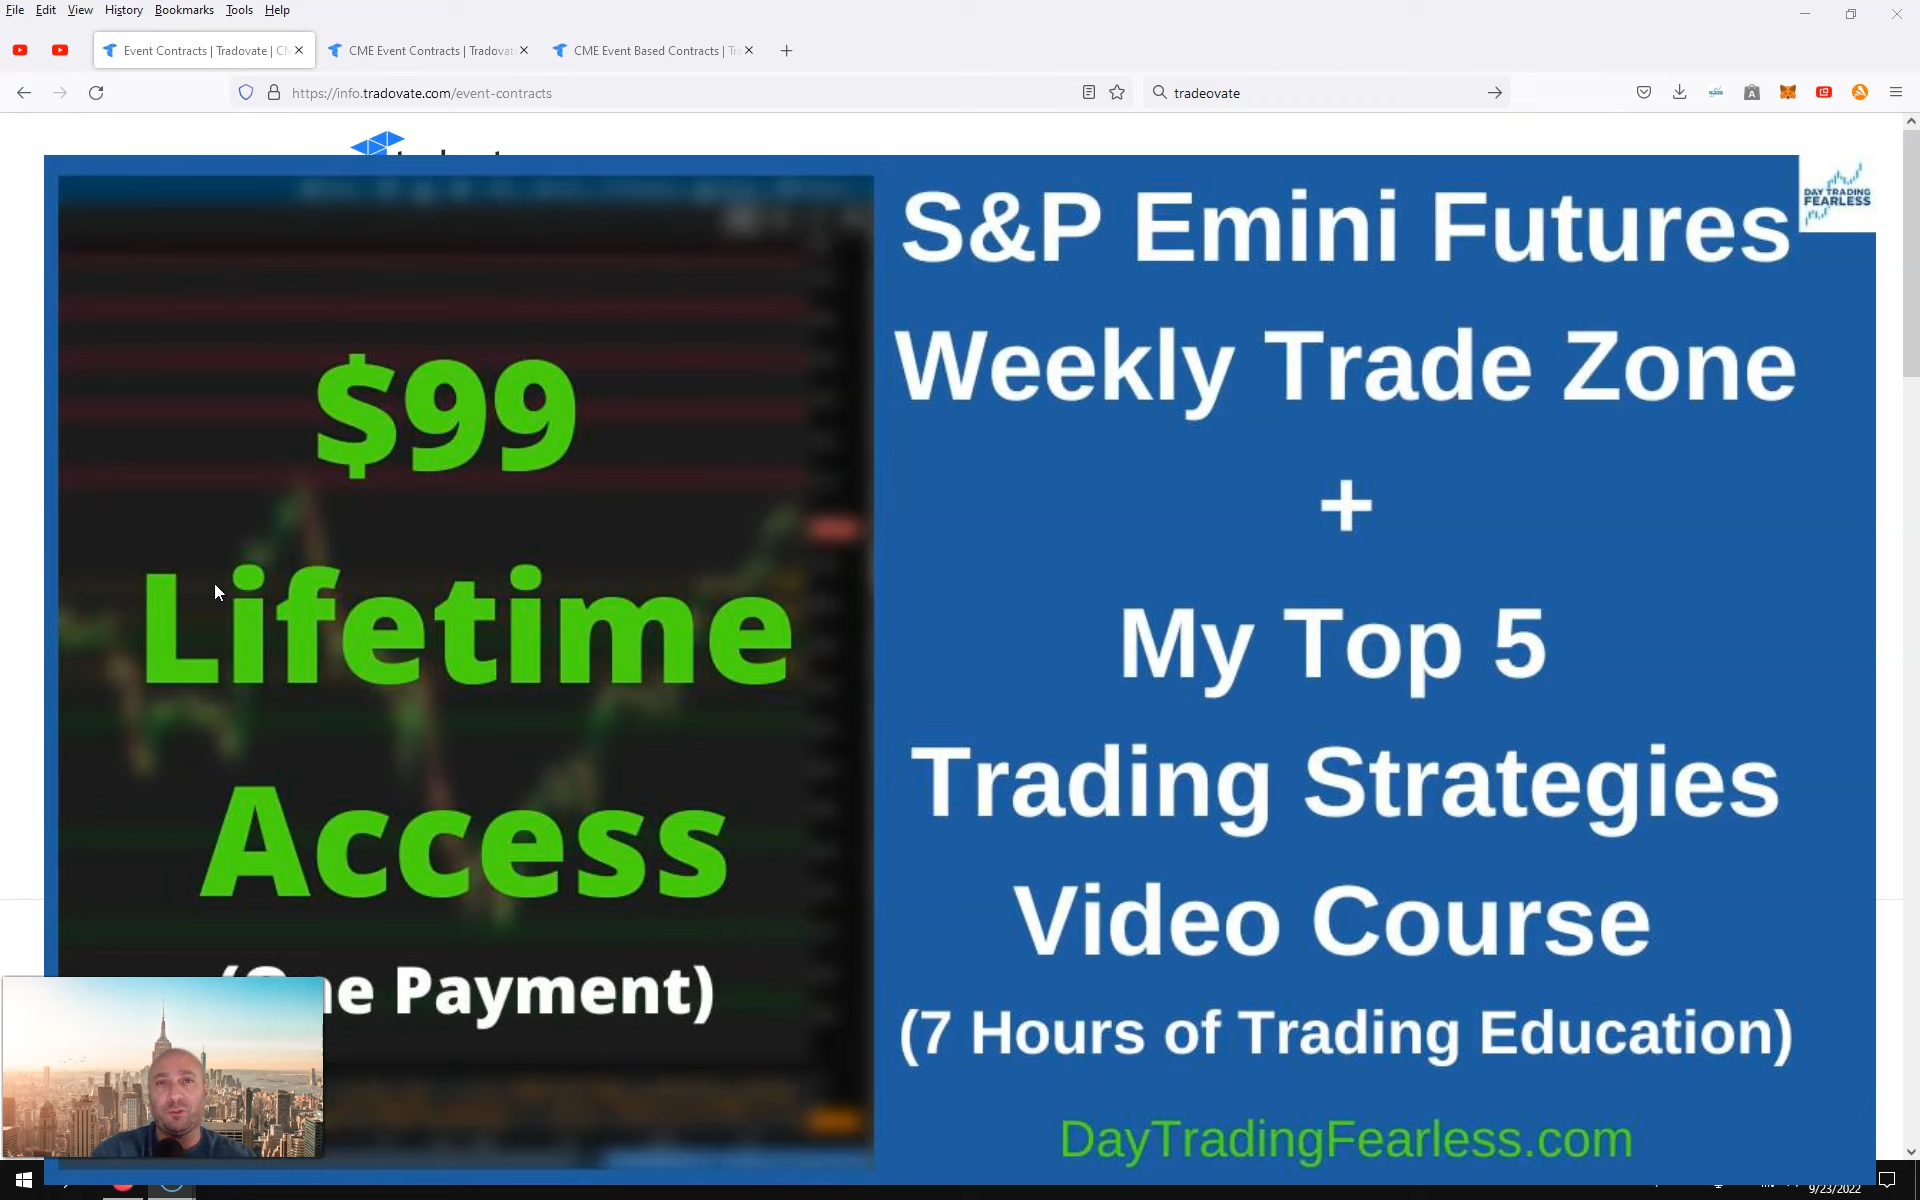 File Edit View History Bookmarks Tools Help
Event Contracts | Tradovate | CM
CME Event Contracts | Tradovat
CME Event Based Contracts | Tra
https://info.tradovate.com/event-contracts
tradeovate
DAY TRADING
FEARLESS
S&P Emini Futures
Weekly Trade Zone
+
My Top 5
Trading Strategies
Video Course
(7 Hours of Trading Education)
DayTradingFearless.com
$99
Lifetime
Access
Payment)
9/23/2022